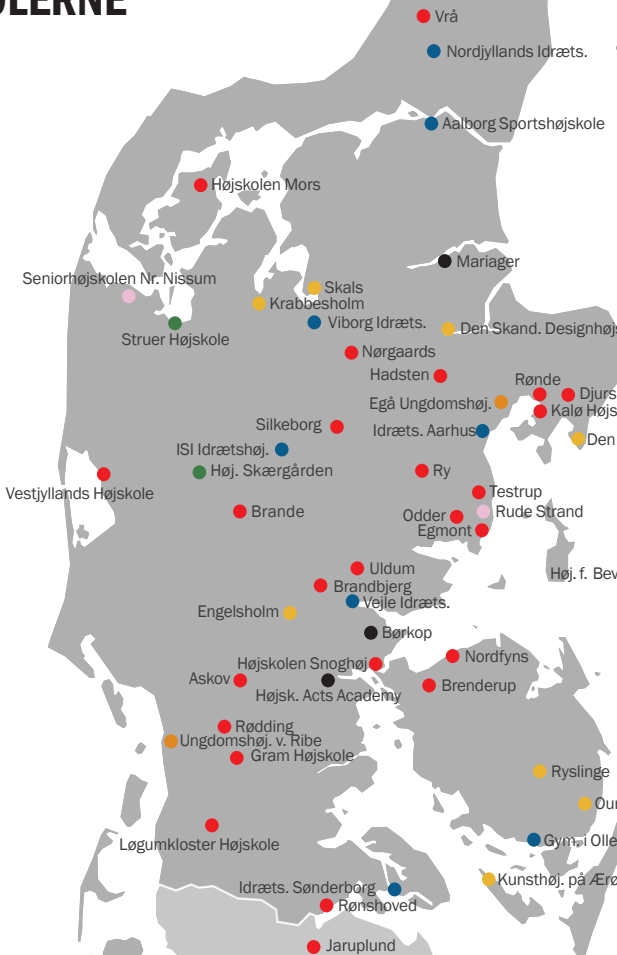 OLERNE
Vrå
Nordjyllands Idræts.
Aalborg Sportshøjskole
Højskolen Mors
Mariager
Seniorhøjskolen Nr. Nissum
Skals
Krabbesholm
Viborg Idræts.
Den Skand. Designhøjs
Struer Højskole
Nørgaards
Hadsten
Rønde
Djurs
Egå Ungdomshøj.
Kalø Højs
Silkeborg
Idræts. Aarhus
Den
ISI Idrætshøj.
Høj. Skærgården
Ry
Vestjyllands Højskole
Testrup
Brande
Odder
Rude Strand
Egmont
Uldum
Høj. f. Bev
Brandbjerg
Vejle Idræts.
Engelsholm
Børkop
Højskolen Snoghøj
Nordfyns
Askov
Højsk. Acts Academy
Brenderup
Rødding
Ungdomshøj. v. Ribe
Gram Højskole
Ryslinge
Our
Løgumkloster Højskole
Gym. i Olle
Idræts. Sønderborg
Kunsthøj. på Ærø
Rønshoved
Jaruplund